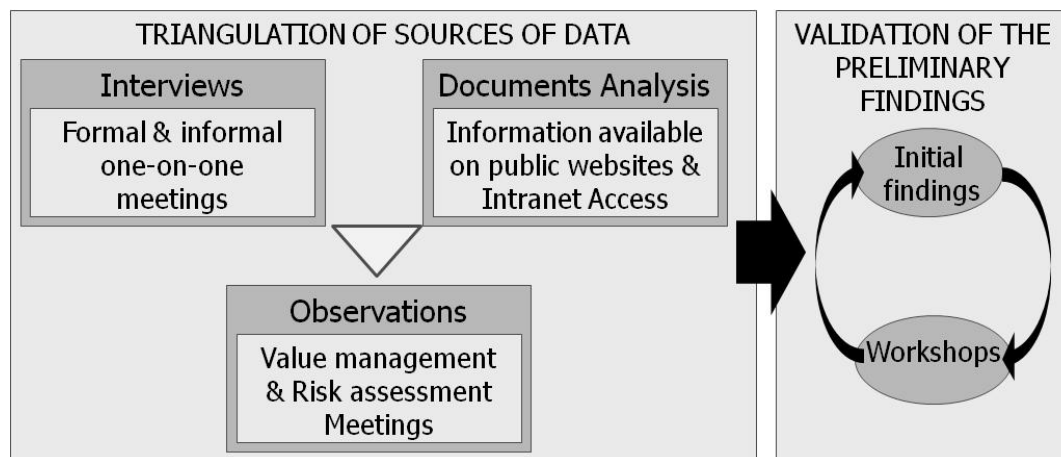 TRIANGULATION OF SOURCES OF DATA
Interviews
Formal & informal
one-on-one
meetings
Documents Analysis
Information available
on public websites &
Intranet Access
Observations
Value management
& Risk assessment
Meetings
VALIDATION OF THE
PRELIMINARY
FINDINGS
Initial
findings
Workshops